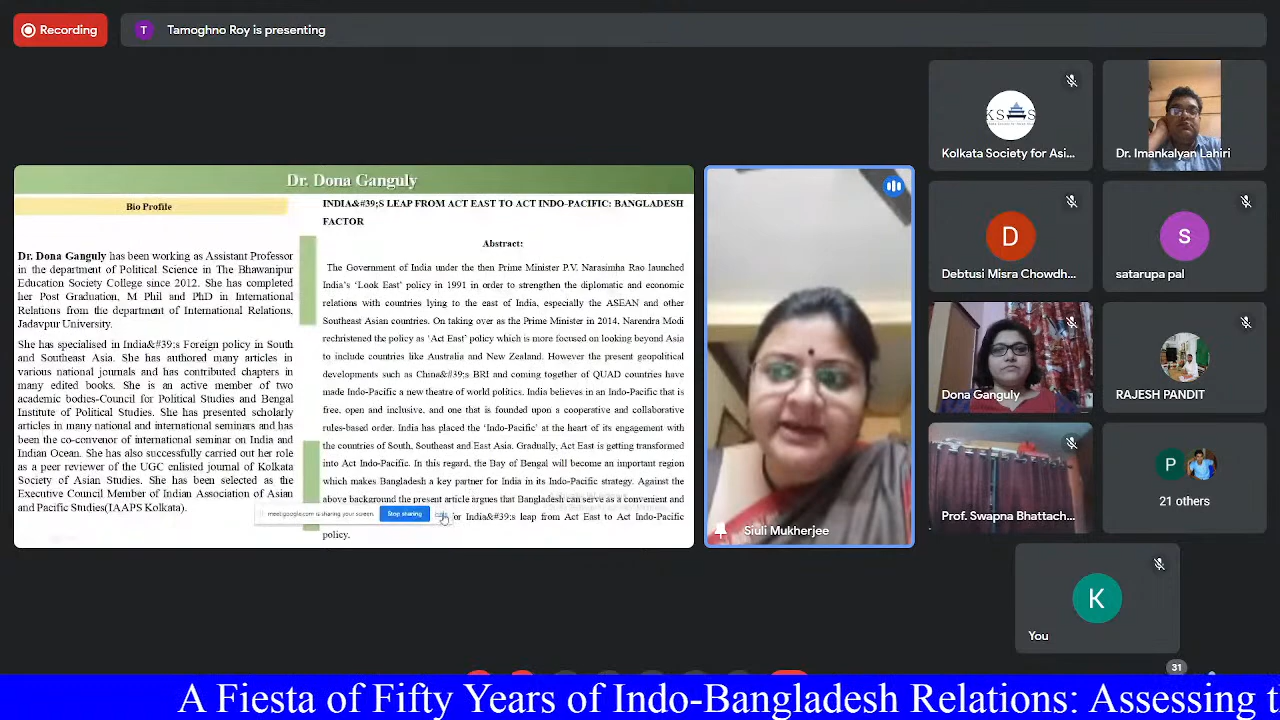 Recording
T
Tamoghno Roy is presenting
Dr. Dona Ganguly
Bio Profile
Dr. Dona Ganguly has been working as Assistant Professor
in the department of Political Science in The Bhawanipur
Education Society College since 2012. She has completed
her Post Graduation, M Phil and PhD in International
Relations from the department of International Relations,
Jadavpur University.
She has specialised in India&#39;s Foreign policy in South
and Southeast Asia. She has authored many articles in
various national journals and has contributed chapters in
many edited books. She is an active member of two
academic bodies-Council for Political Studies and Bengal
Institute of Political Studies. She has presented scholarly
articles in many national and international seminars and has
been the co-convenor of international seminar on India and
Indian Ocean. She has also successfully carried out her role
as a peer reviewer of the UGC enlisted journal of Kolkata
Society of Asian Studies. She has been selected as the
Executive Council Member of Indian Association of Asian
and Pacific Studies(IAAPS Kolkata).
INDIA&#39;S LEAP FROM ACT EAST TO ACT INDO-PACIFIC: BANGLADESH
FACTOR
Abstract:
The Government of India under the then Prime Minister P.V. Narasimha Rao launched
India's 'Look East' policy in 1991 in order to strengthen the diplomatic and economic
relations with countries lying to the east of India, especially the ASEAN and other
Southeast Asian countries. On taking over as the Prime Minister in 2014, Narendra Modi
rechristened the policy as 'Act East' policy which is more focused on looking beyond Asia
to include countries like Australia and New Zealand. However the present geopolitical
developments such as China&#39;s BRI and coming together of QUAD countries have
made Indo-Pacific a new theatre of world politics. India believes in an Indo-Pacific that is
free, open and inclusive, and one that is founded upon a cooperative and collaborative
rules-based order. India has placed the 'Indo-Pacific' at the heart of its engagement with
the countries of South, Southeast and East Asia. Gradually, Act East is getting transformed
into Act Indo-Pacific. In this regard, the Bay of Bengal will become an important region
which makes Bangladesh a key partner for India in its Indo-Pacific strategy. Against the
above background the present article argues that Bangladesh can serve as a convenient and
for India&#39;s leap from Act East to Act Indo-Pacific
policy.
meet.google.com is sharing your screen.
Stop sharing
Hide
Siuli Mukherjee
KSAS
Kolkata Society for Asi...
Dr. Imankalyan Lahiri
D
Debtusi Misra Chowdh...
s
satarupa pal
Dona Ganguly
RAJESH PANDIT
Prof. Swapna Bhattach...
P
21 others
K
You
31
A Fiesta of Fifty Years of Indo-Bangladesh Relations: Assessing t